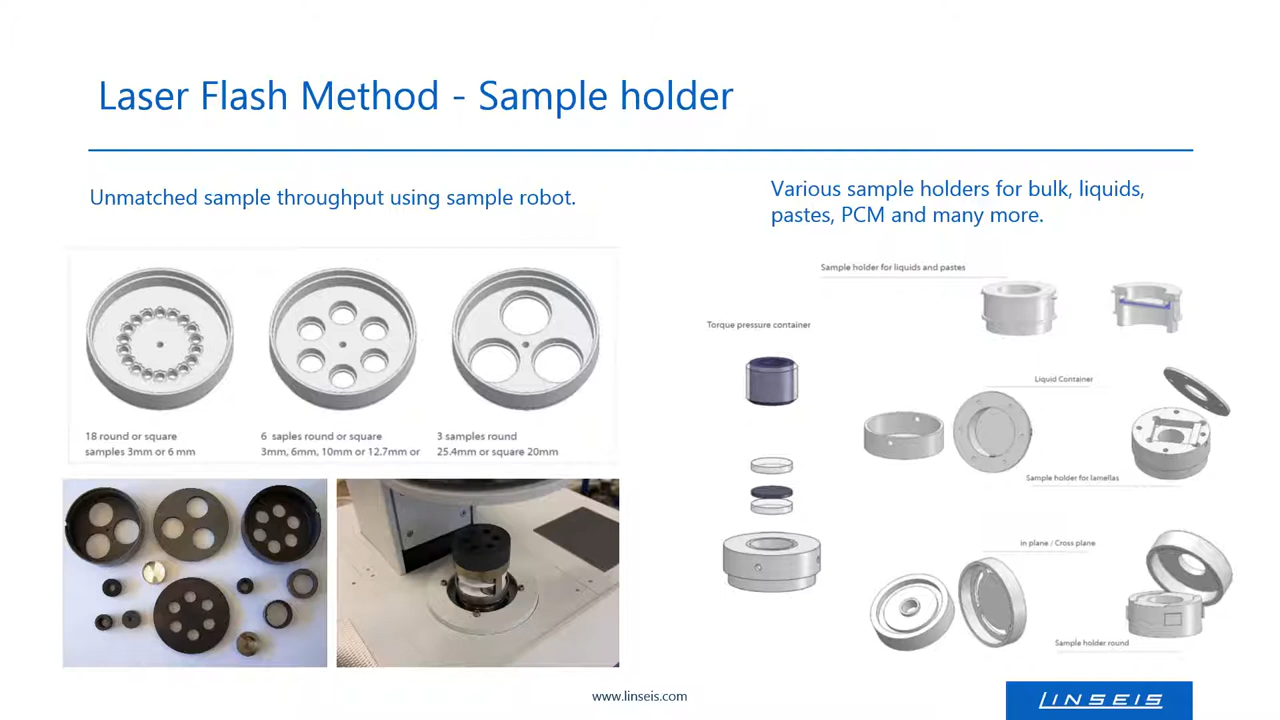 Laser Flash Method - Sample holder
Unmatched sample throughput using sample robot.
Various sample holders for bulk, liquids,
pastes, PCM and many more.
18 round or square
samples 3mm or 6 mm
6 saples round or square
3mm, 6mm, 10mm or 12.7mm or
3 samples round
25.4mm or square 20mm
Sample holder for liquids and pastes
Torque pressure container
Liquid Container
Sample holder for lamellas
in plane / Cross plane
Sample holder round
www.linseis.com
LINSEIS